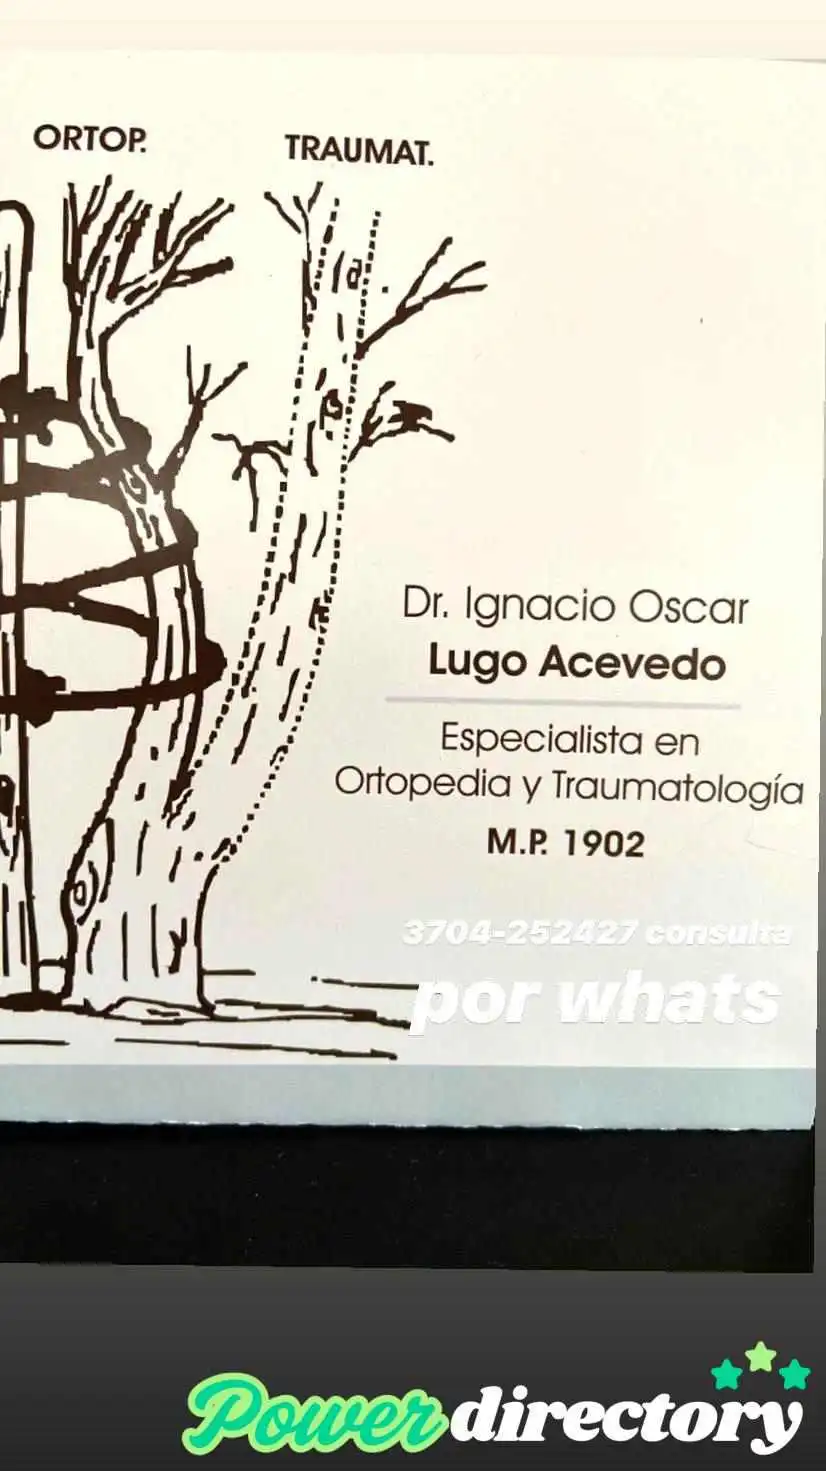 ORTOP.
TRAUMAT.
Dr. Ignacio Oscar
Lugo Acevedo
Especialista en
Ortopedia y Traumatología
M.P. 1902
3704-252427 consulta
por whats
Powerdirectory